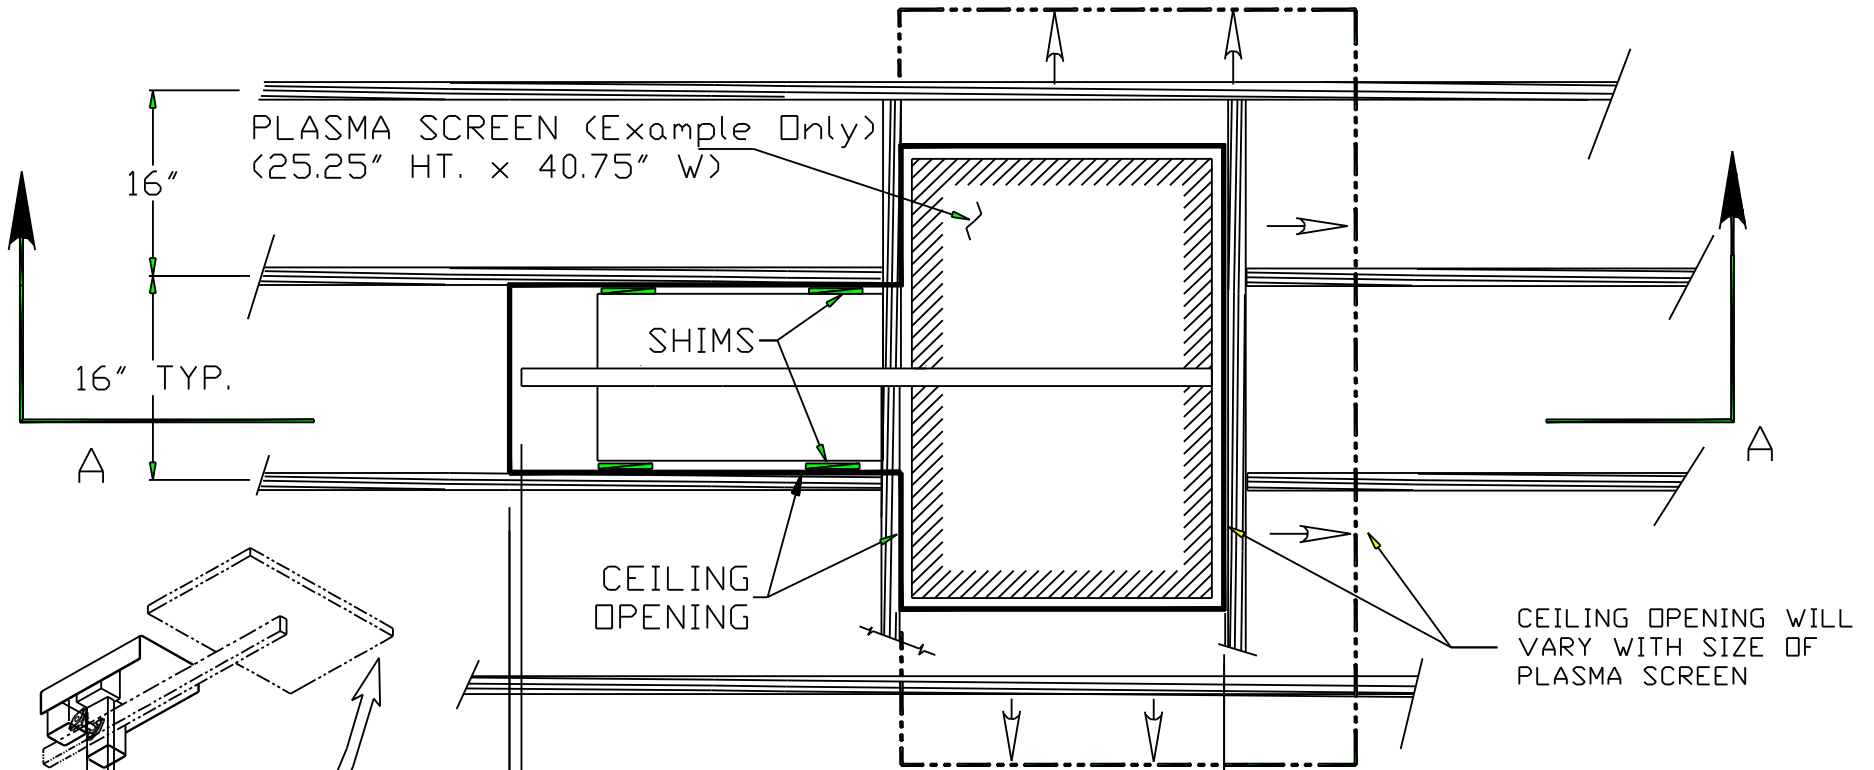 PLASMA SCREEN (Example Only)
(25.25" HT. x 40.75" W)
16"
SHIMS
16" TYP.
A
A
CEILING
OPENING
CEILING OPENING WILL
VARY WITH SIZE OF
PLASMA SCREEN